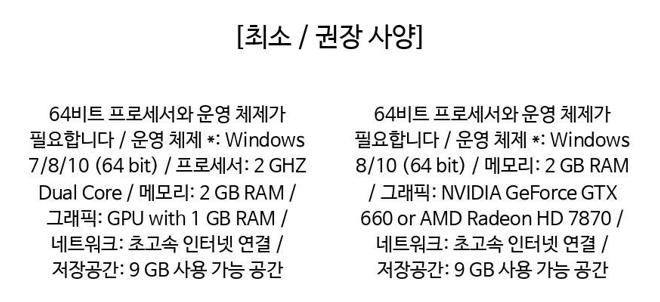 [최소 / 권장 사양]
64비트 프로세서와 운영 체제가
필요합니다 / 운영 체제 *: Windows
7/8/10 (64 bit) / 프로세서: 2 GHZ
Dual Core / 메모리: 2 GB RAM /
그래픽: GPU with 1 GB RAM /
네트워크: 초고속 인터넷 연결 /
저장공간: 9 GB 사용 가능 공간
64비트 프로세서와 운영 체제가
필요합니다 / 운영 체제 *: Windows
8/10 (64 bit) / 메모리: 2 GB RAM
/ 그래픽: NVIDIA GeForce GTX
660 or AMD Radeon HD 7870 /
네트워크: 초고속 인터넷 연결 /
저장공간: 9 GB 사용 가능 공간